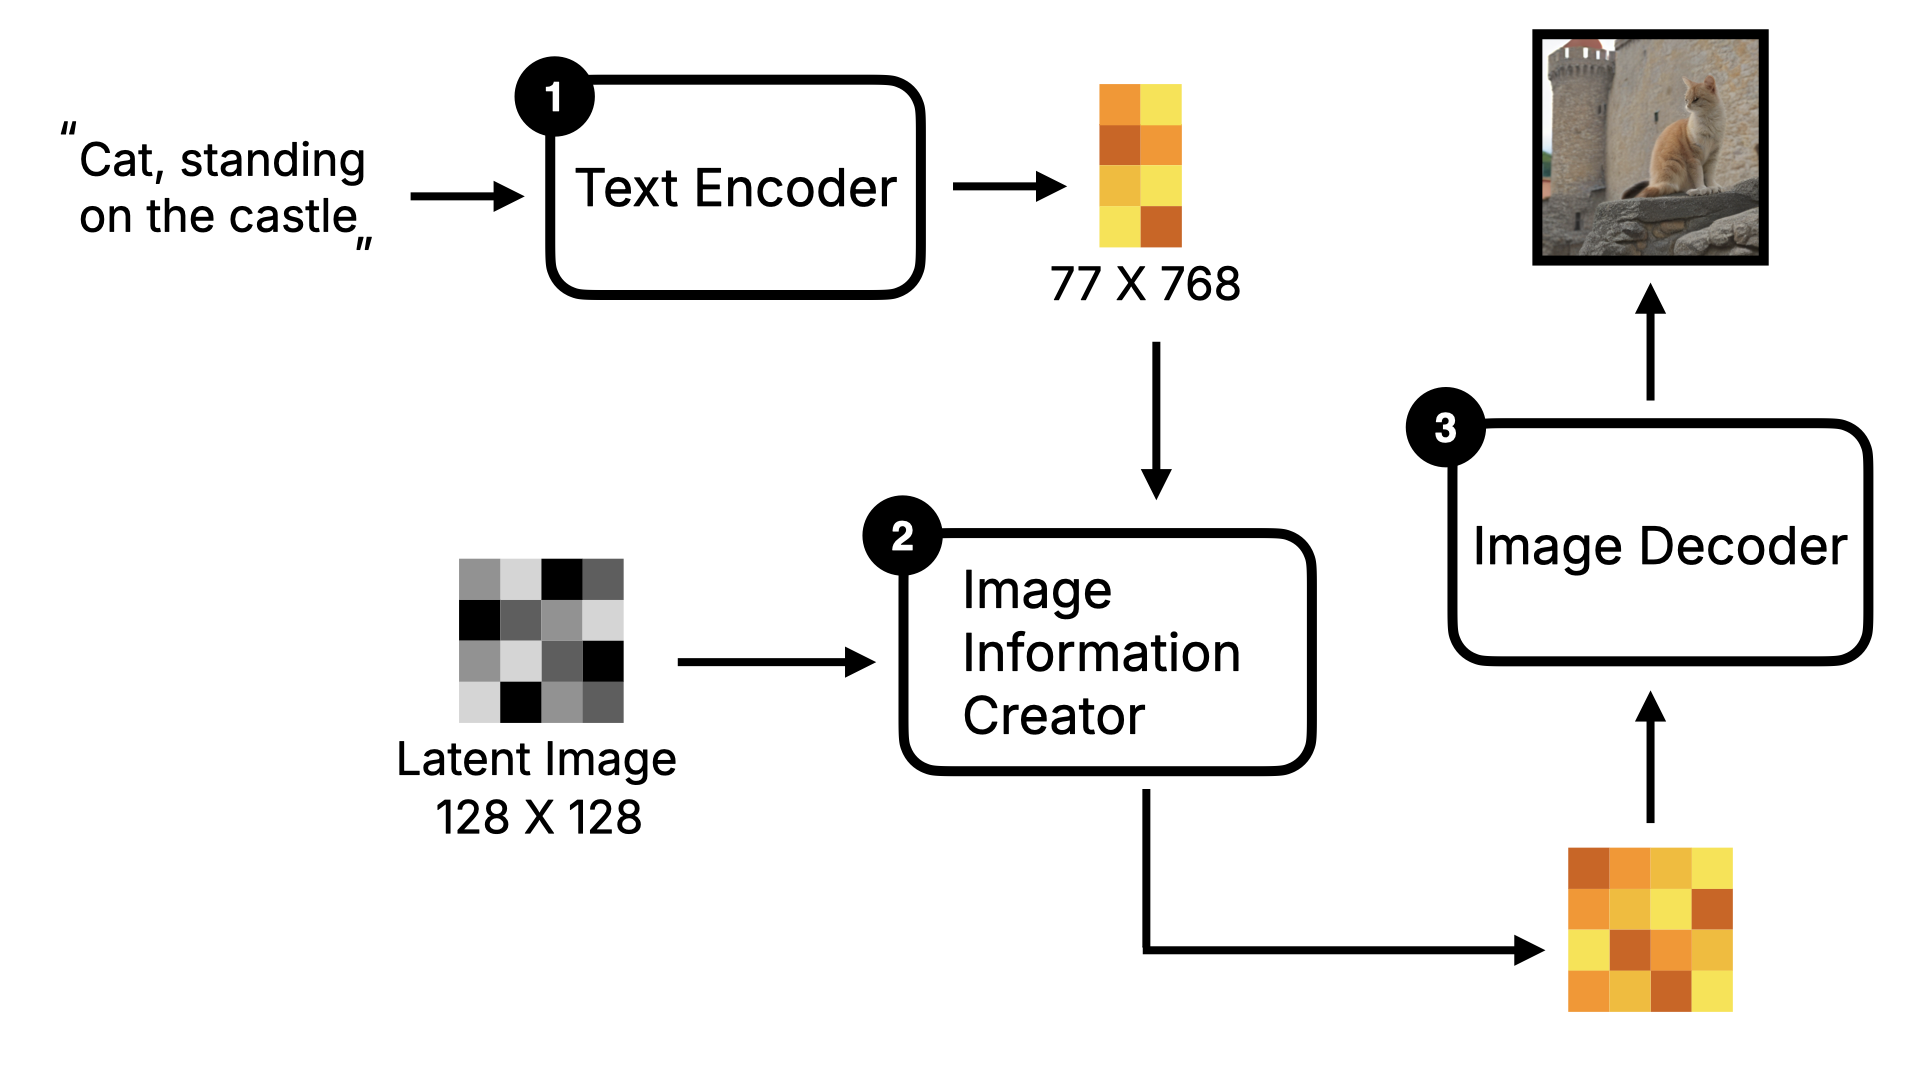 “Cat, standing
on the castle”
1
Text Encoder
77 X 768
2
Image
Information
Creator
Latent Image
128 X 128
3
Image Decoder